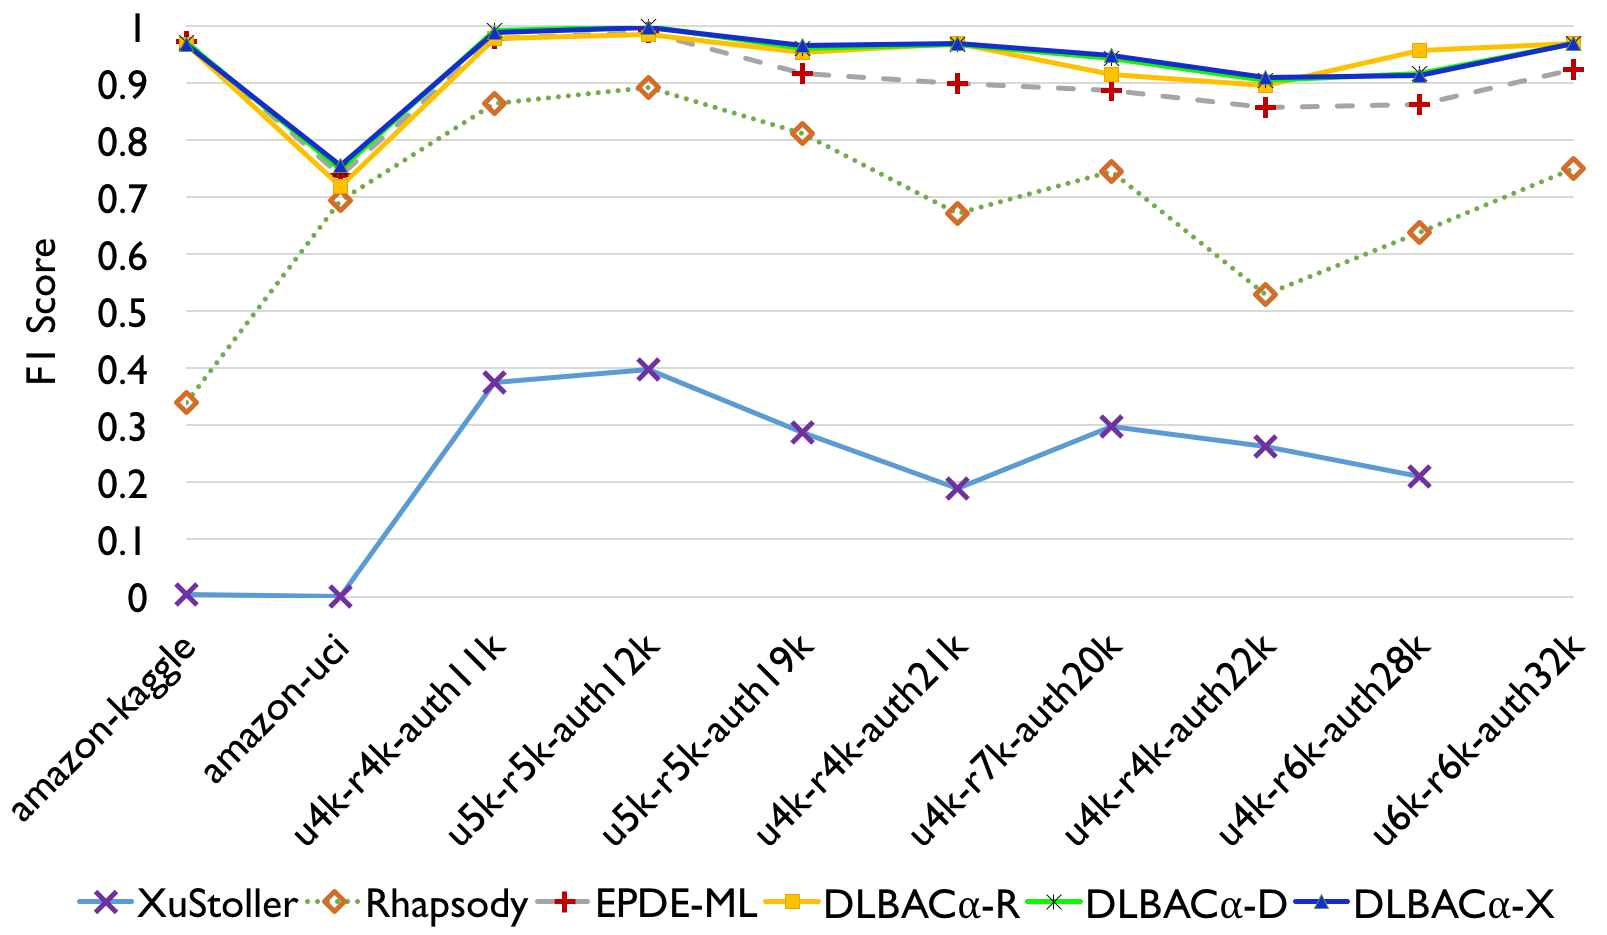 F1 Score
1
0.9
0.8
0.7
0.6
0.5
0.4
0.3
0.2
0.1
0
amazon-kaggle
amazon-uci
u4k-r4k-auth11k
u5k-r5k-auth12k
u5k-r5k-auth19k
u4k-r4k-auth21k
u4k-r7k-auth20k
u4k-r4k-auth22k
u4k-r6k-auth28k
u6k-r6k-auth32k
XuStoller Rhapsody EPDE-ML DLBACα-R DLBACα-D DLBACα-X